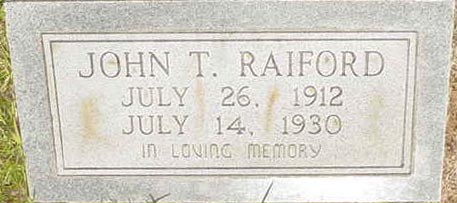 JOHN T. RAIFORD
JULY 26, 1912
JULY 14, 1930
IN LOVING MEMORY